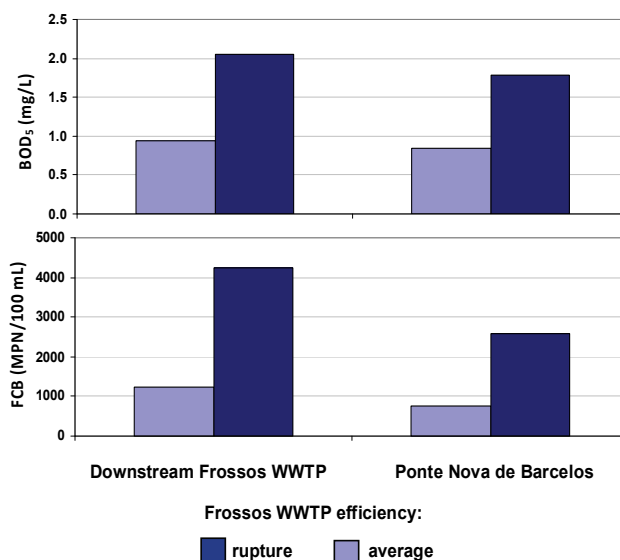 2.5
2.0
1.5
1.0
0.5
0.0
BOD₅ (mg/L)
5000
4000
3000
2000
1000
0
FCB (MPN/100 mL)
Downstream Frossos WWTP Ponte Nova de Barcelos
Frossos WWTP efficiency:
rupture average